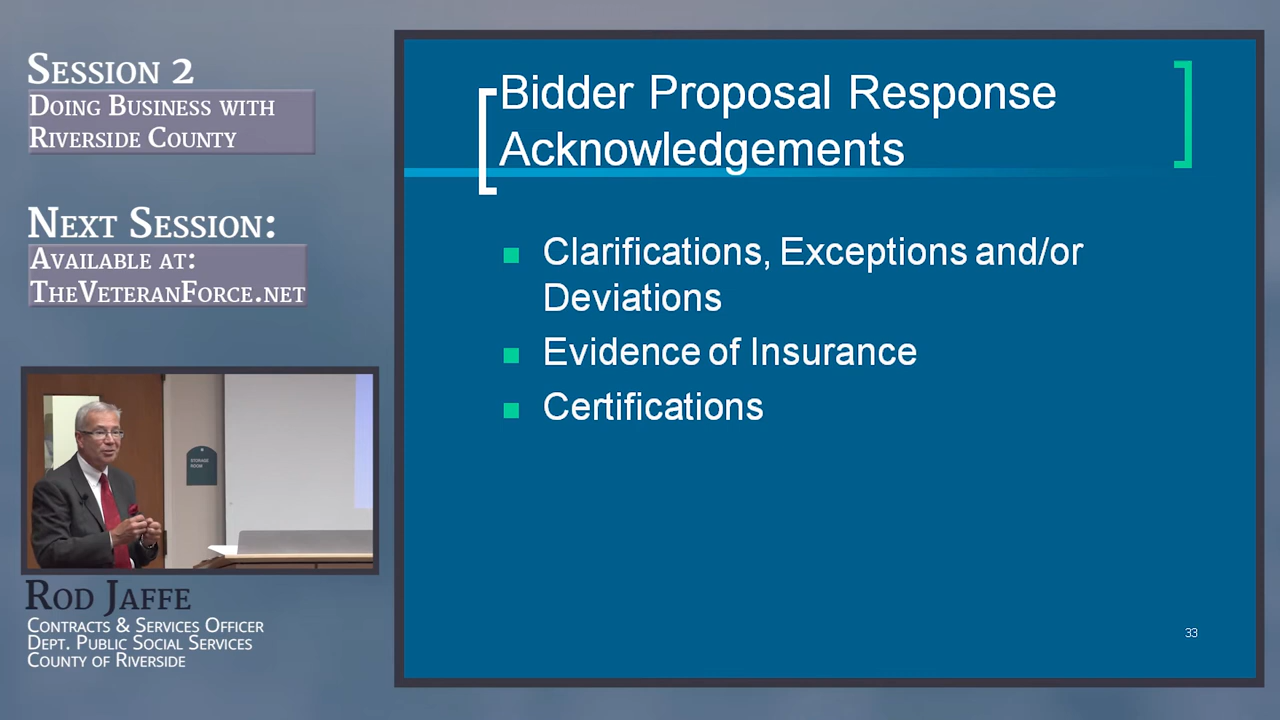 SESSION 2
DOING BUSINESS WITH
RIVERSIDE COUNTY
NEXT SESSION:
AVAILABLE AT:
THEVETERANFORCE.NET
STORAGE
ROOM
ROD JAFFE
CONTRACTS & SERVICES OFFICER
DEPT. PUBLIC SOCIAL SERVICES
COUNTY OF RIVERSIDE
Bidder Proposal Response
Acknowledgements
Clarifications, Exceptions and/or
Deviations
Evidence of Insurance
Certifications
33